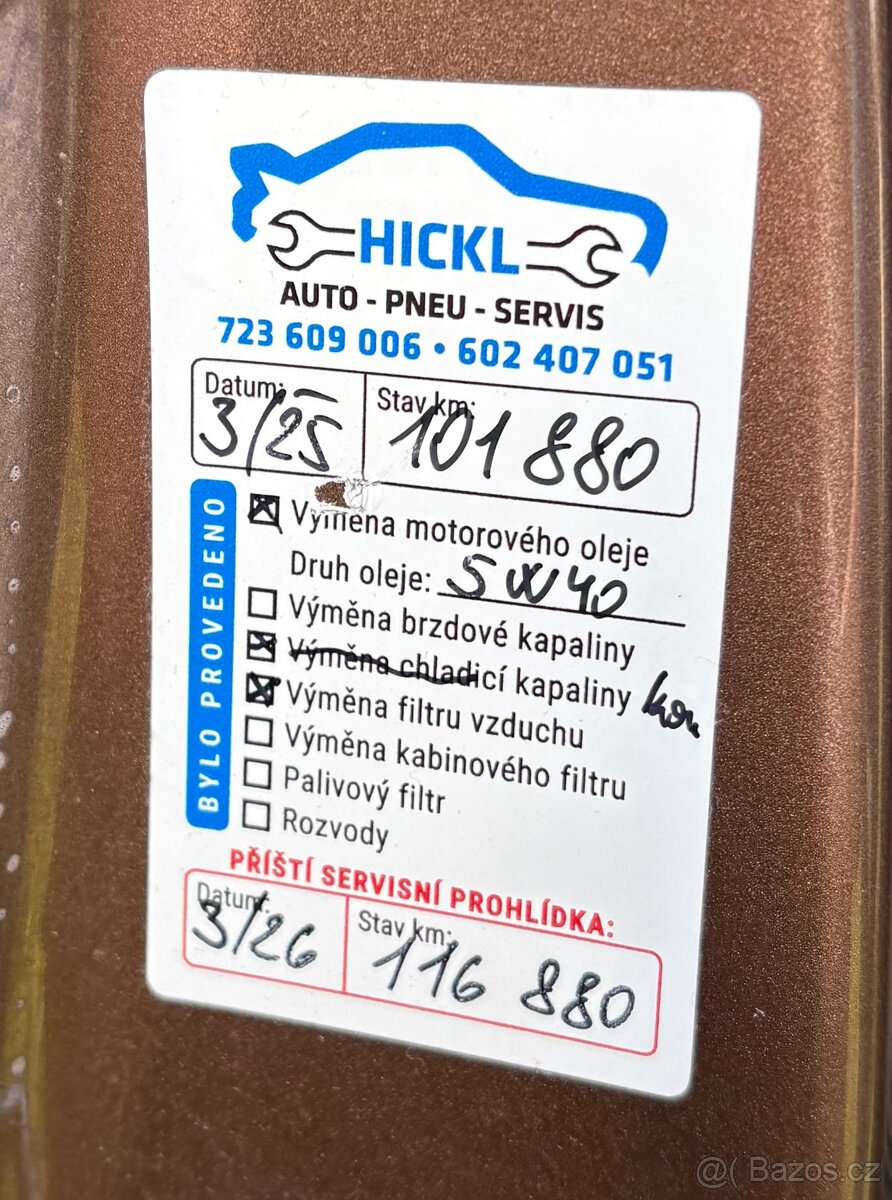 HICKL
AUTO - PNEU - SERVIS
723 609 006 • 602 407 051
Datum: 3/25 Stav km: 101 880
BYLO PROVEDENO
Výměna motorového oleje
Druh oleje: 5W40
Výměna brzdové kapaliny
Výměna chladicí kapaliny kon
Výměna filtru vzduchu
Výměna kabinového filtru
Palivový filtr
Rozvody
PŘÍŠTÍ SERVISNÍ PROHLÍDKA:
Datum: 3/26 Stav km: 116 880
@( Bazos.cz